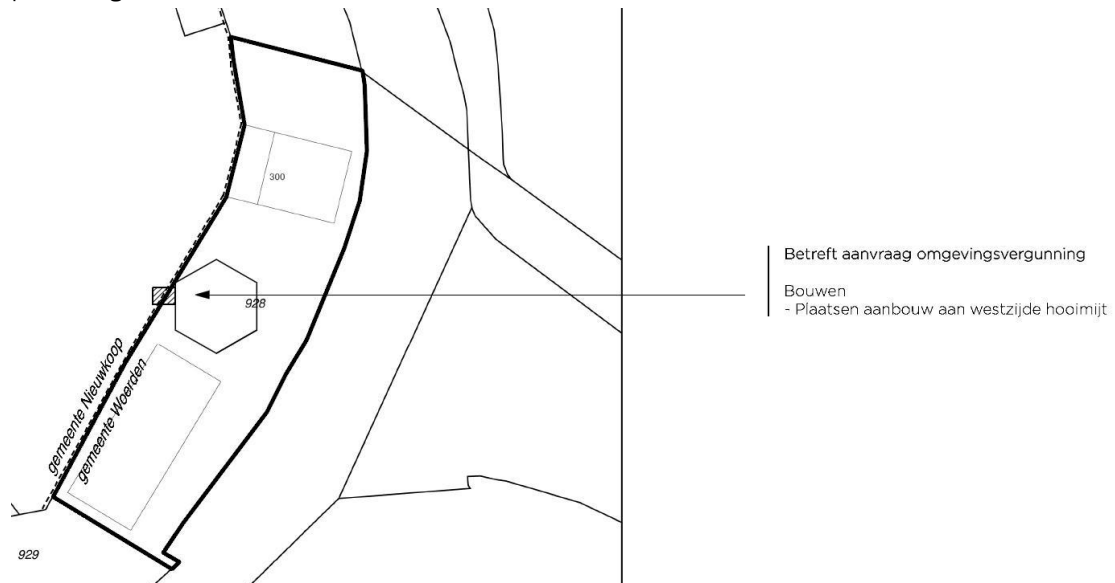 300
928
gemeente Nieuwkoop
gemeente Woerden
929
Betreft aanvraag omgevingsvergunning
Bouwen
- Plaatsen aanbouw aan westzijde hooimijt